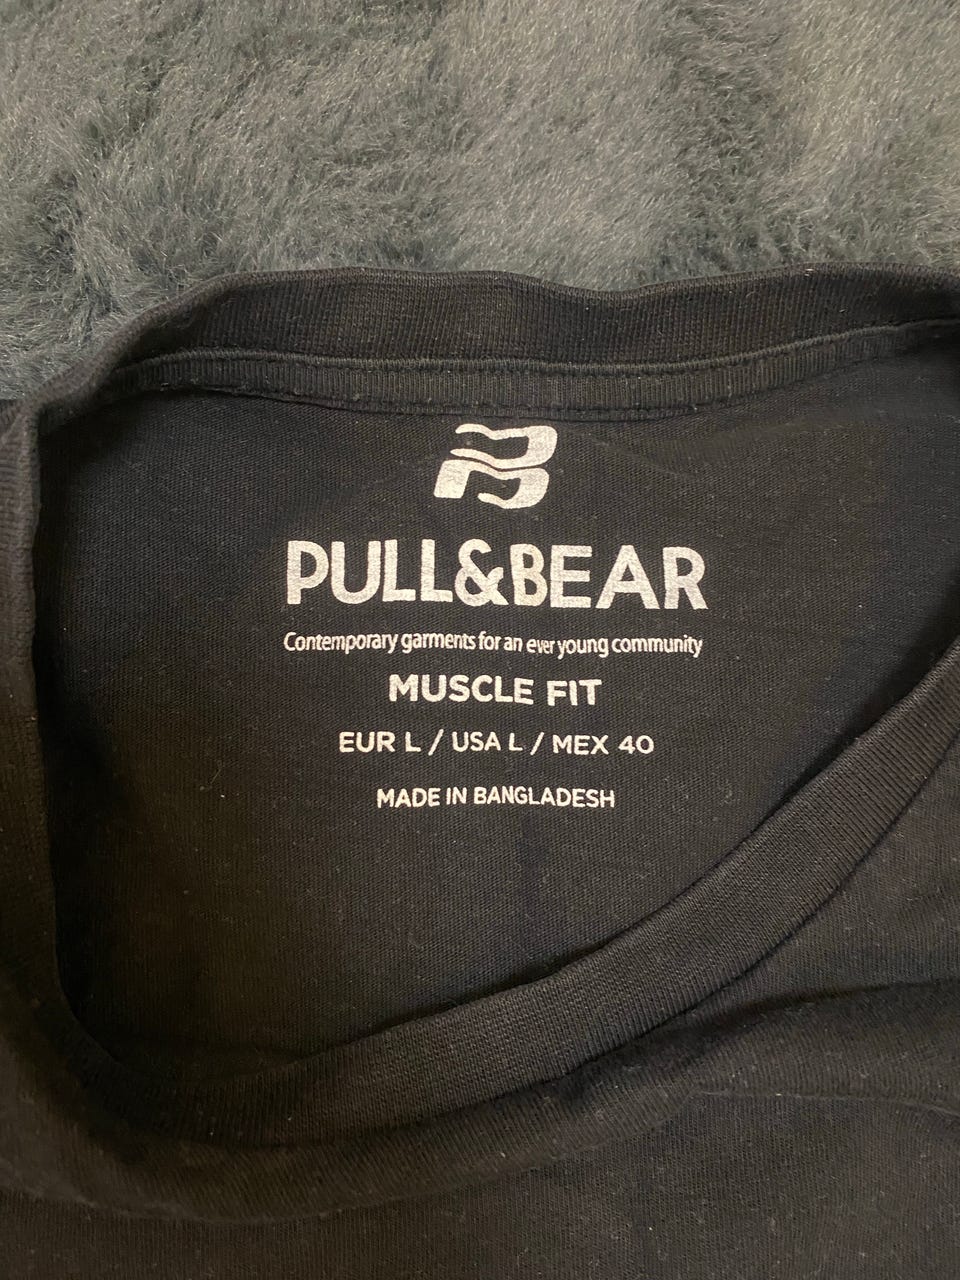 PULL&BEAR
Contemporary garments for an ever young community
MUSCLE FIT
EUR L / USA L / MEX 40
MADE IN BANGLADESH